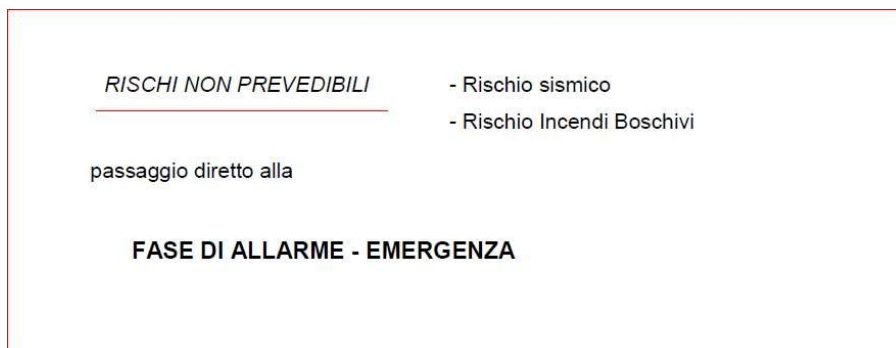 RISCHI NON PREVEDIBILI - Rischio sismico
- Rischio Incendi Boschivi
passaggio diretto alla
FASE DI ALLARME - EMERGENZA